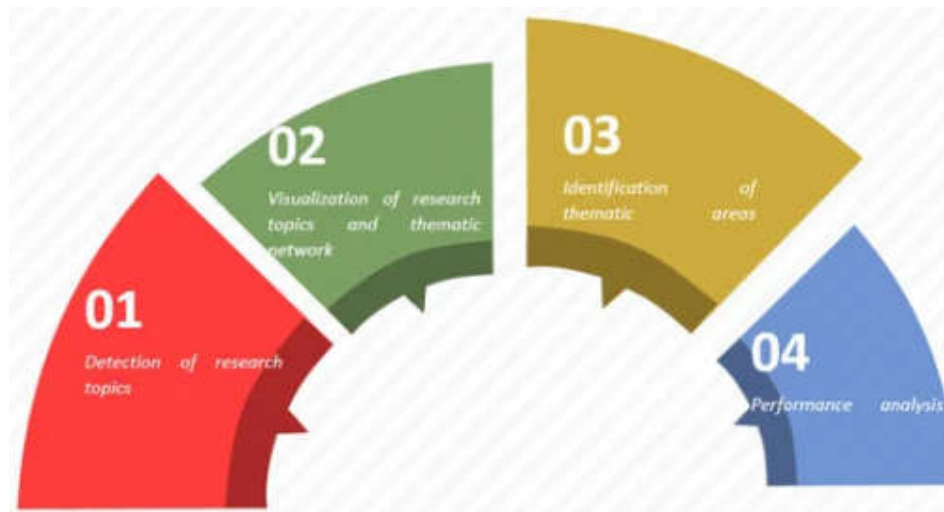 01
Detection of research
topics
02
Visualization of research
topics and thematic
network
03
Identification of
thematic areas
04
Performance analysis